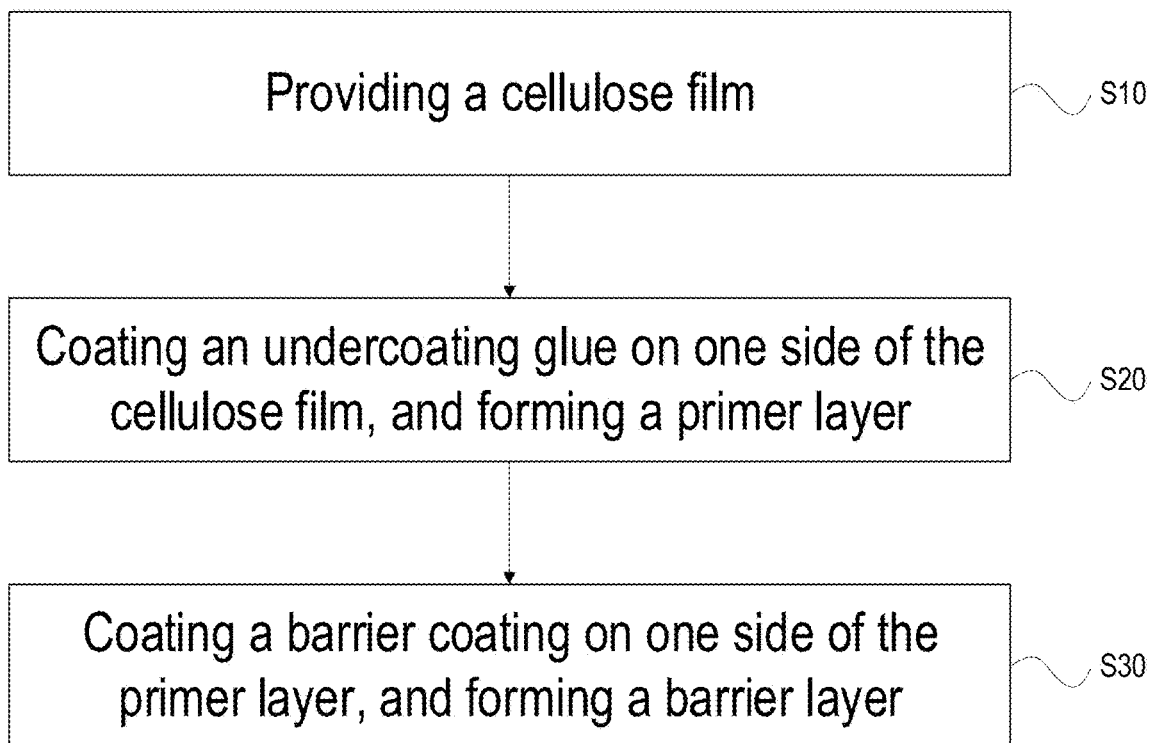 Providing a cellulose film
S10
Coating an undercoating glue on one side of the
cellulose film, and forming a primer layer
S20
Coating a barrier coating on one side of the
primer layer, and forming a barrier layer
S30